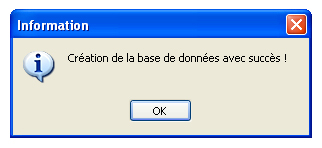 Information
Création de la base de données avec succès !
OK